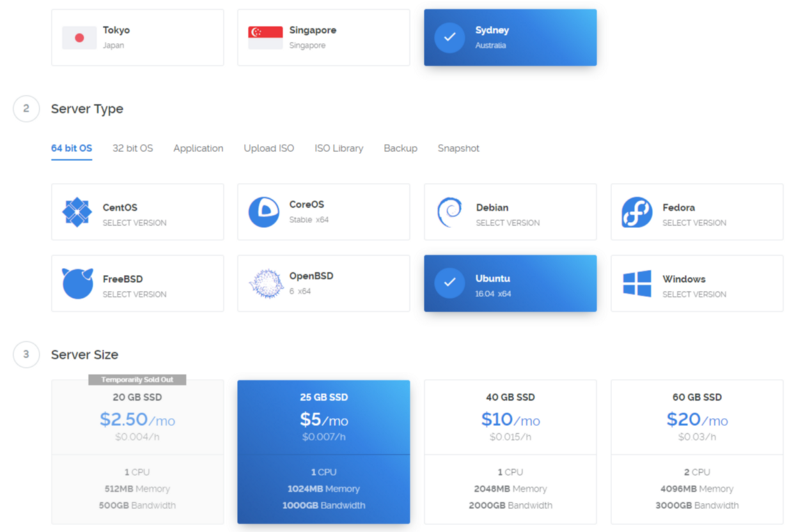 Tokyo
Japan
Singapore
Singapore
Sydney
Australia
2
Server Type
64 bit OS 32 bit OS Application Upload ISO ISO Library Backup Snapshot
CentOS
SELECT VERSION
CoreOS
Stable x64
Debian
SELECT VERSION
Fedora
SELECT VERSION
FreeBSD
SELECT VERSION
OpenBSD
6 x64
Ubuntu
16.04 x64
Windows
SELECT VERSION
3
Server Size
Temporarily Sold Out
20 GB SSD
$2.50/mo
$0.004/h
1 CPU
512MB Memory
500GB Bandwidth
25 GB SSD
$5/mo
$0.007/h
1 CPU
1024MB Memory
1000GB Bandwidth
40 GB SSD
$10/mo
$0.015/h
1 CPU
2048MB Memory
2000GB Bandwidth
60 GB SSD
$20/mo
$0.03/h
2 CPU
4096MB Memory
3000GB Bandwidth